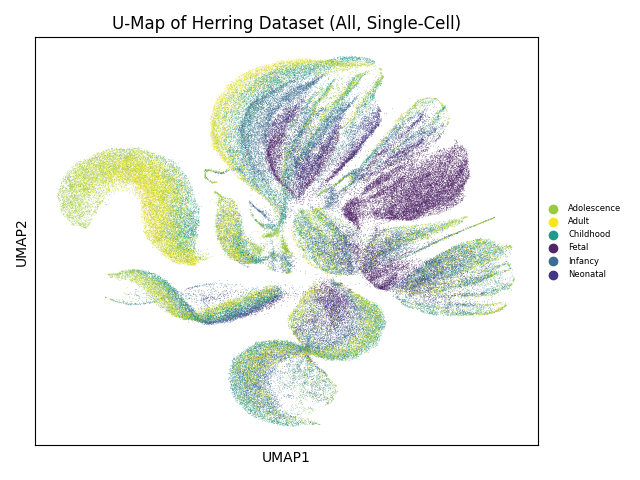 U-Map of Herring Dataset (All, Single-Cell)
UMAP2
Adolescence
Adult
Childhood
Fetal
Infancy
Neonatal
UMAP1